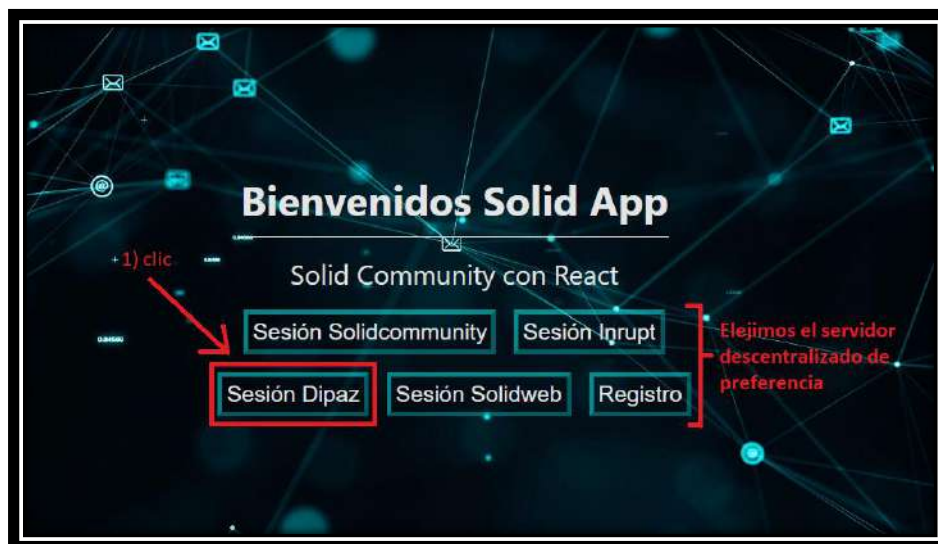 Bienvenidos Solid App
Solid Community con React
1) clic
Sesión Solidcommunity
Sesión Inrupt
Sesión Dipaz
Sesión Solidweb
Registro
Elejimos el servidor
descentralizado de
preferencia